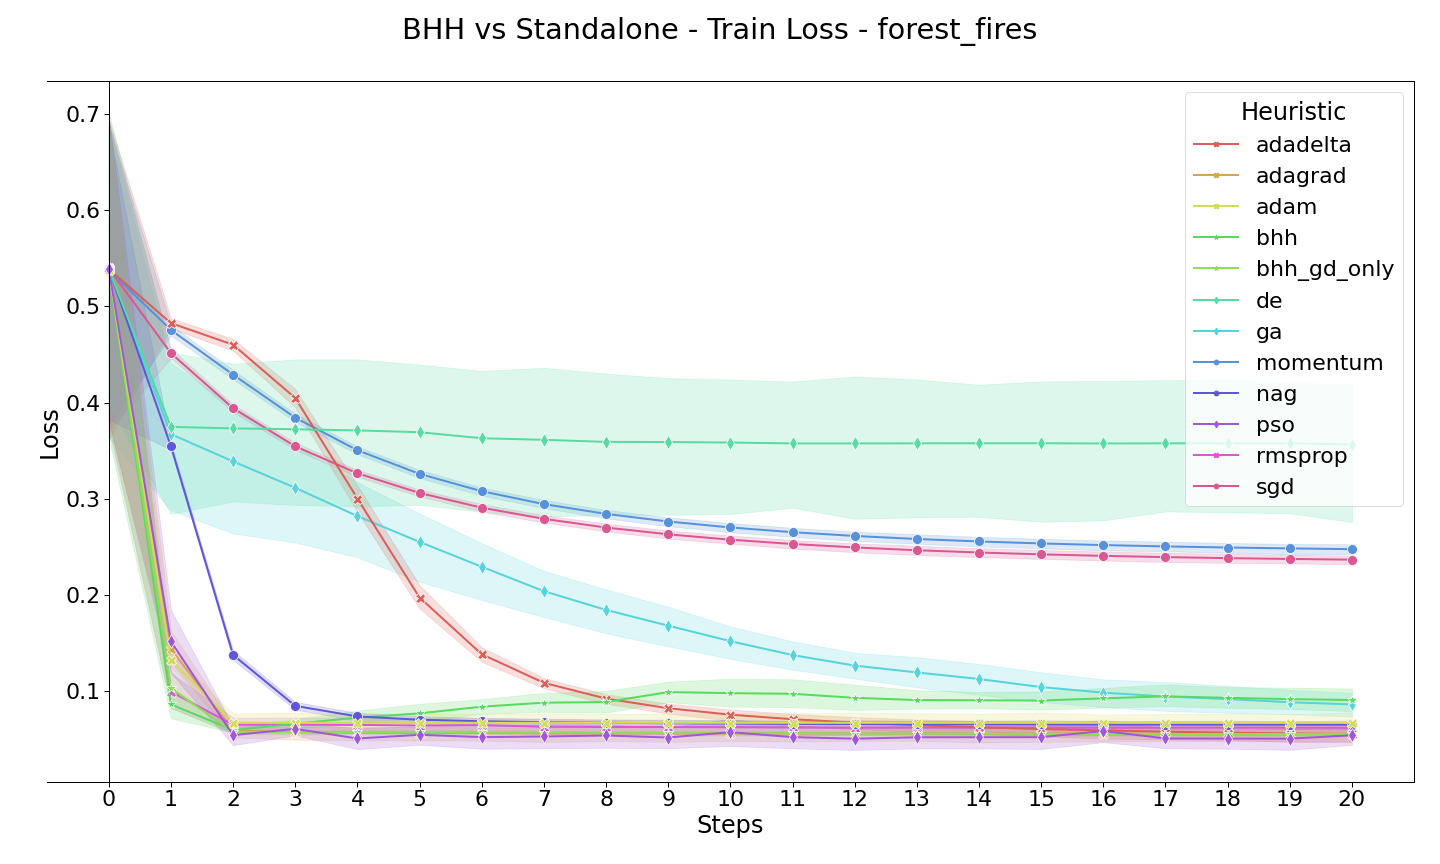 BHH vs Standalone - Train Loss - forest_fires
Heuristic
adadelta
adagrad
adam
bhh
bhh_gd_only
de
ga
momentum
nag
pso
rmsprop
sgd
Loss
0.7
0.6
0.5
0.4
0.3
0.2
0.1
0 1 2 3 4 5 6 7 8 9 10 11 12 13 14 15 16 17 18 19 20
Steps